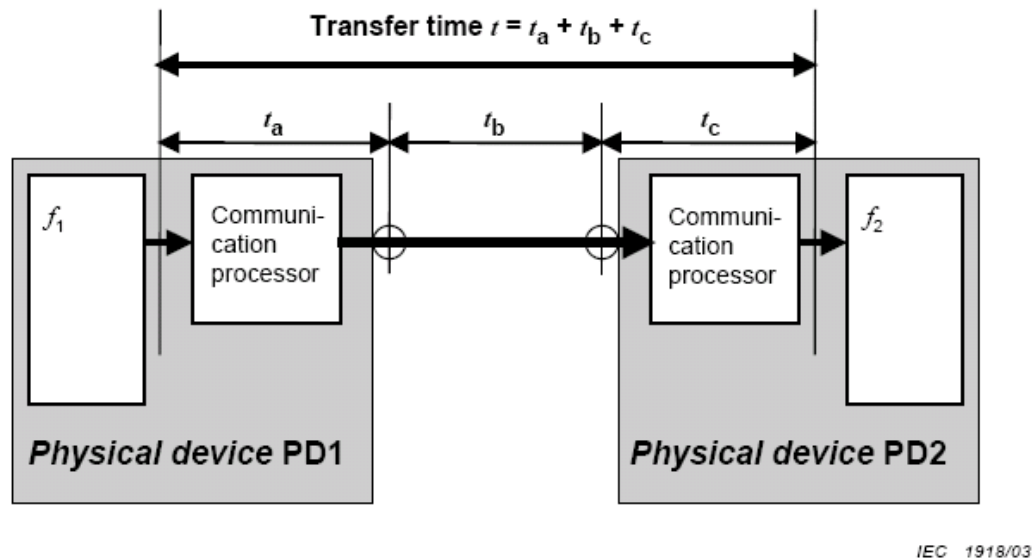 Transfer time t = ta + tb + tc
ta
tb
tc
f1
Communi-
cation
processor
Communi-
cation
processor
f2
Physical device PD1
Physical device PD2
IEC 1918/03